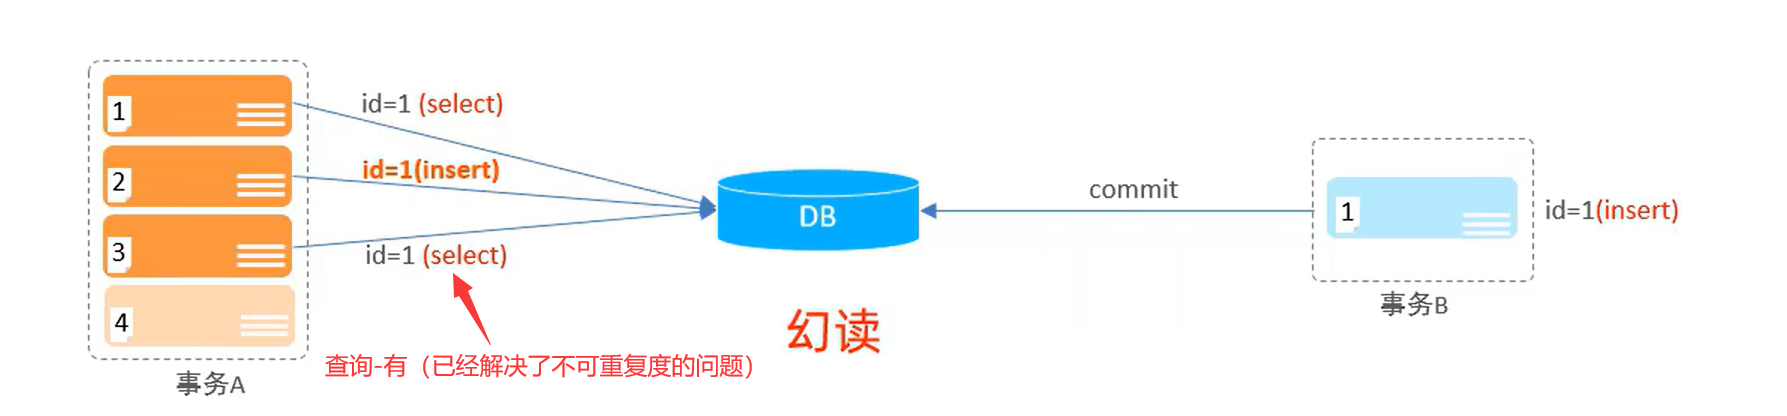 1
id=1 (select)
2
id=1(insert)
3
id=1 (select)
4
事务A
查询-有（已经解决了不可重复度的问题）
DB
幻读
commit
1
id=1(insert)
事务B